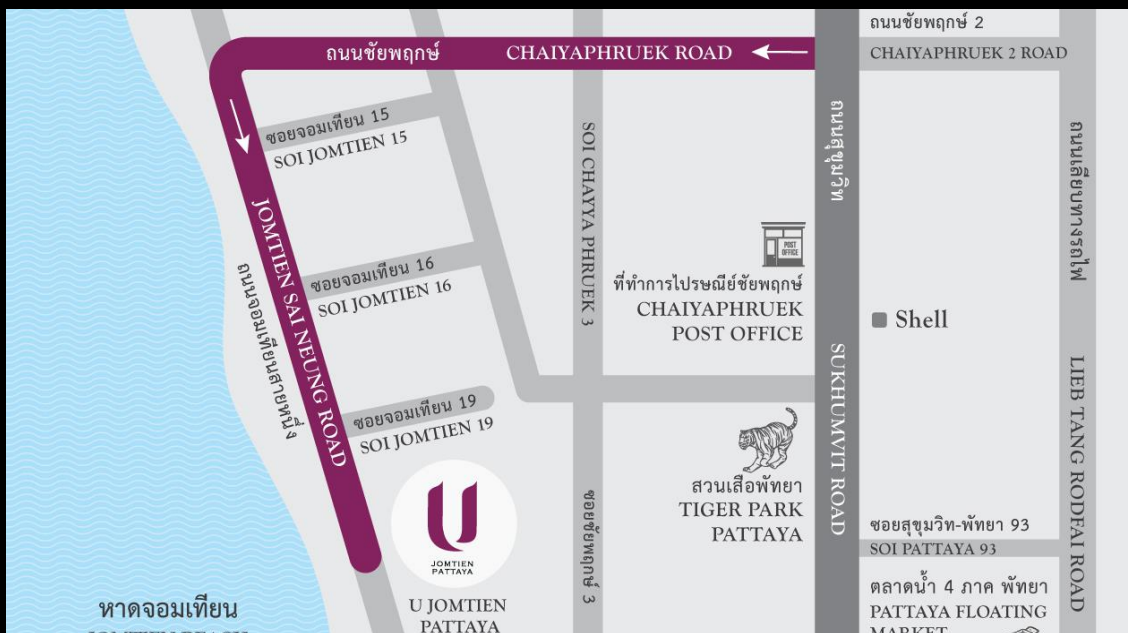 ถนนชัยพฤกษ์ 2
CHAIYAPHRUEK 2 ROAD
ถนนชัยพฤกษ์
CHAIYAPHRUEK ROAD
ซอยจอมเทียน 15
SOI JOMTIEN 15
SOI CHAYYA PHRUEK 3
ถนนสุขุมวิท
ถนนเลียบทางรถไฟ
JOMTIEN SAI NEUNG ROAD
ถนนจอมเทียนสายหนึ่ง
ซอยจอมเทียน 16
SOI JOMTIEN 16
POST
OFFICE
ที่ทำการไปรษณีย์ชัยพฤกษ์
CHAIYAPHRUEK
POST OFFICE
Shell
SUKHUMVIT ROAD
LIEB TANG RODFAI ROAD
ซอยจอมเทียน 19
SOI JOMTIEN 19
สวนเสือพัทยา
TIGER PARK
PATTAYA
ซอยชัยพฤกษ์ 3
ซอยสุขุมวิท-พัทยา 93
SOI PATTAYA 93
U
JOMTIEN
PATTAYA
U JOMTIEN
PATTAYA
ตลาดน้ำ 4 ภาค พัทยา
PATTAYA FLOATING
MARKET
หาดจอมเทียน
JOMTIEN BEACH